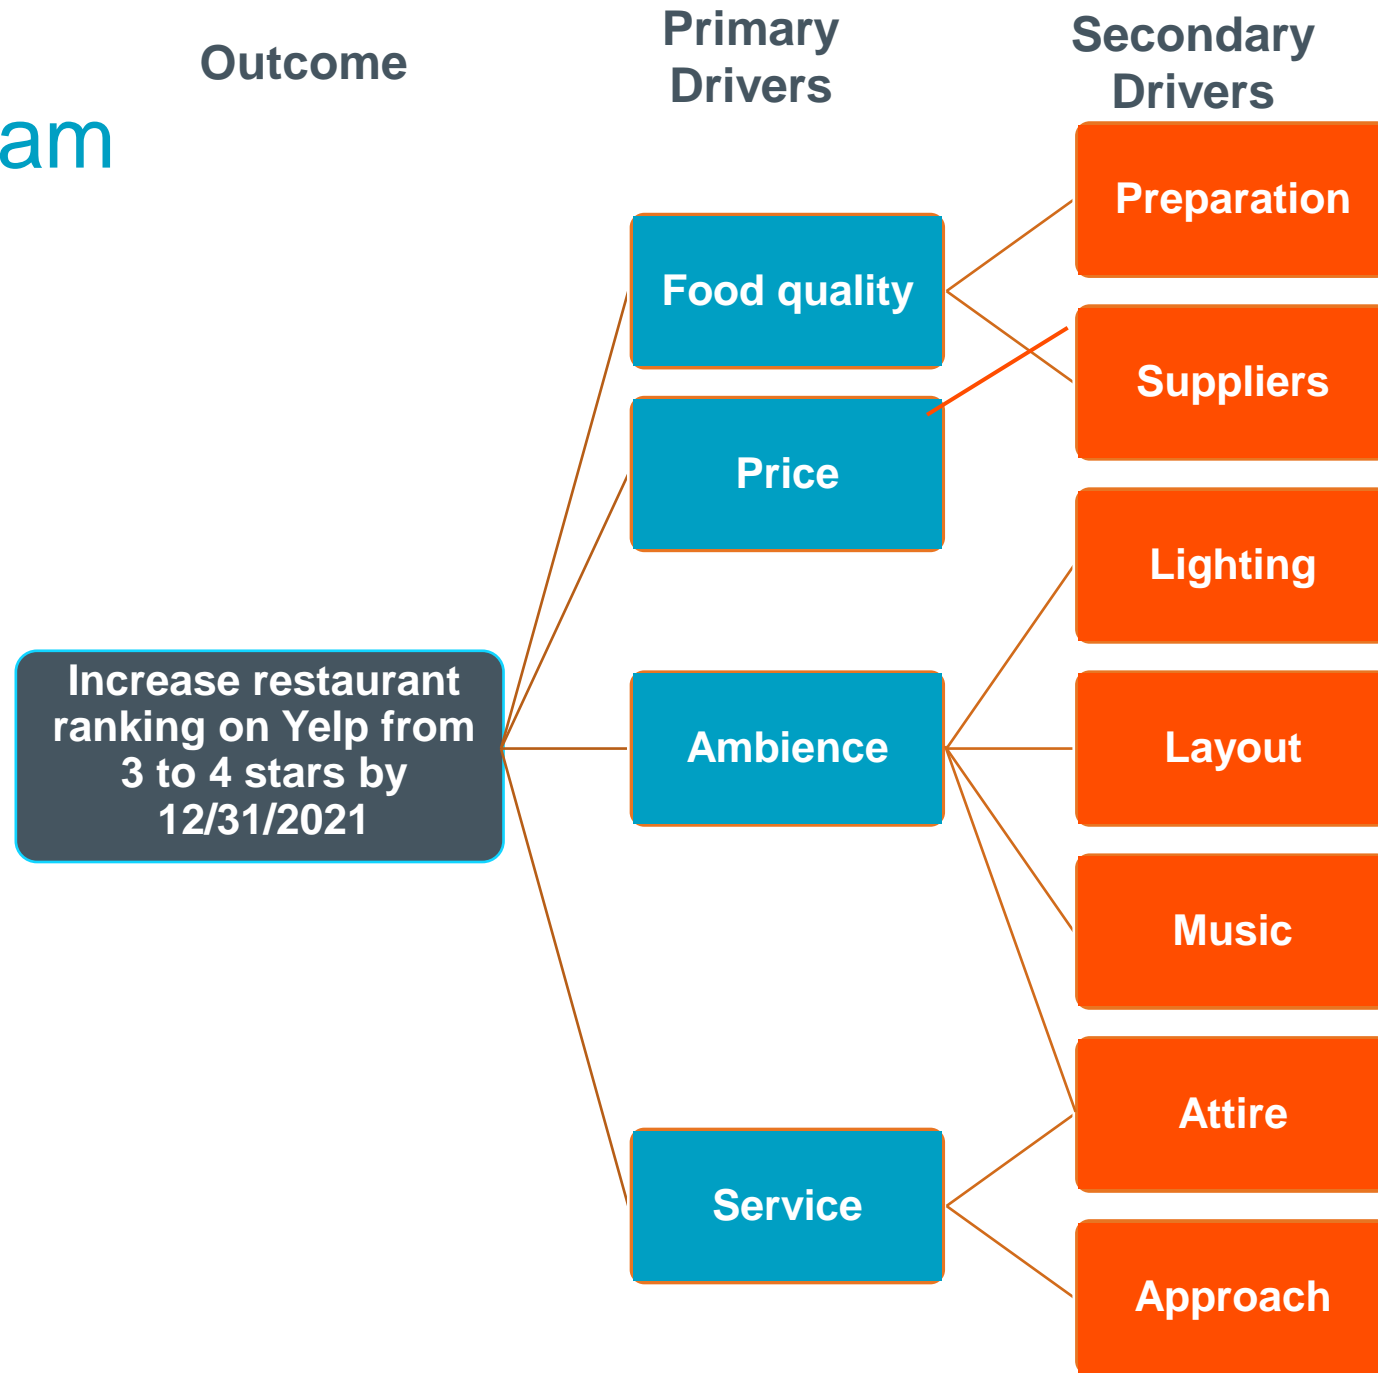 Outcome
Primary
Drivers
Secondary
Drivers
am
Preparation
Food quality
Suppliers
Price
Lighting
Increase restaurant
ranking on Yelp from
3 to 4 stars by
12/31/2021
Ambience
Layout
Music
Attire
Service
Approach